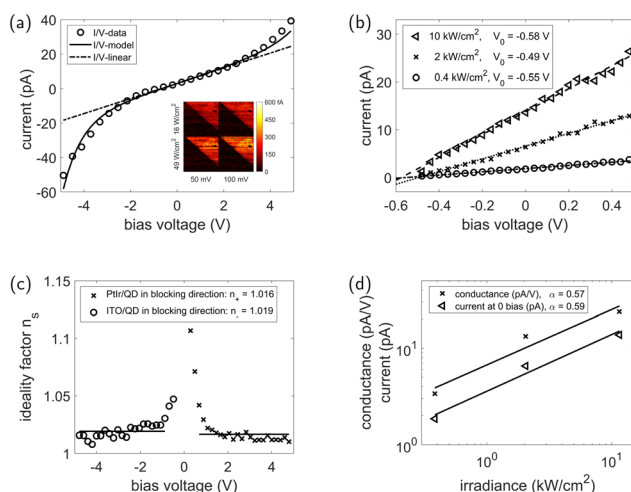 (a)
I/V-data
I/V-model
I/V-linear
current (pA)
40
20
0
-20
-40
-60
-4
-2
0
2
4
bias voltage (V)
49 W/cm² 16 W/cm²
50 mV
100 mV
600 fA
450
300
150
0
(b)
10 kW/cm², V₀ = -0.58 V
2 kW/cm², V₀ = -0.49 V
0.4 kW/cm², V₀ = -0.55 V
current (pA)
40
30
20
10
0
-0.6
-0.4
-0.2
0
0.2
0.4
bias voltage (V)
(c)
PtIr/QD in blocking direction: n₊ = 1.016
ITO/QD in blocking direction: n₋ = 1.019
ideality factor nₛ
1.15
1.1
1.05
1
-4
-2
0
2
4
bias voltage (V)
(d)
conductance (pA/V), α = 0.57
current at 0 bias (pA), α = 0.59
conductance (pA/V)
current (pA)
10¹
10⁰
10⁰
10¹
irradiance (kW/cm²)